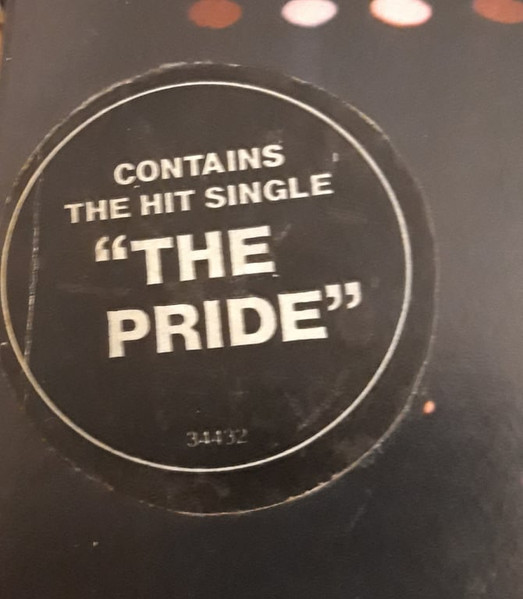 CONTAINS
THE HIT SINGLE
“THE
PRIDE”
34432